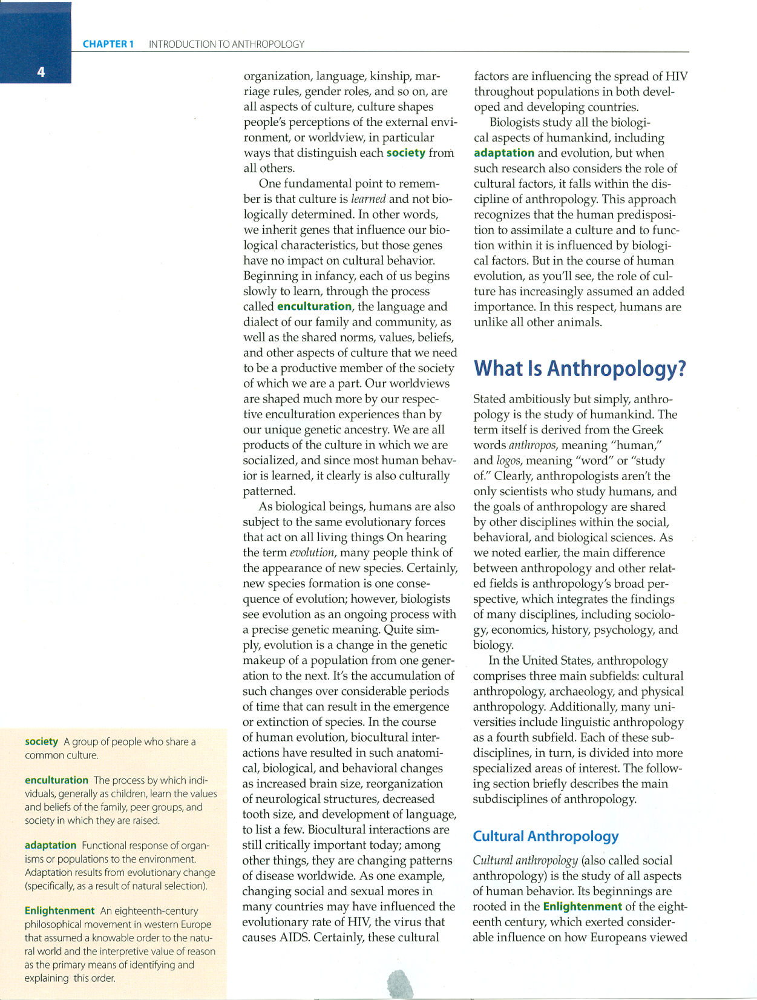 CHAPTER 1 INTRODUCTION TO ANTHROPOLOGY
4
organization, language, kinship, mar-
riage rules, gender roles, and so on, are
all aspects of culture, culture shapes
people's perceptions of the external envi-
ronment, or worldview, in particular
ways that distinguish each society from
all others.
One fundamental point to remem-
ber is that culture is learned and not bio-
logically determined. In other words,
we inherit genes that influence our bio-
logical characteristics, but those genes
have no impact on cultural behavior.
Beginning in infancy, each of us begins
slowly to learn, through the process
called enculturation, the language and
dialect of our family and community, as
well as the shared norms, values, beliefs,
and other aspects of culture that we need
to be a productive member of the society
of which we are a part. Our worldviews
are shaped much more by our respec-
tive enculturation experiences than by
our unique genetic ancestry. We are all
products of the culture in which we are
socialized, and since most human behav-
ior is learned, it clearly is also culturally
patterned.
As biological beings, humans are also
subject to the same evolutionary forces
that act on all living things On hearing
the term evolution, many people think of
the appearance of new species. Certainly,
new species formation is one conse-
quence of evolution; however, biologists
see evolution as an ongoing process with
a precise genetic meaning. Quite sim-
ply, evolution is a change in the genetic
makeup of a population from one gener-
ation to the next. It's the accumulation of
such changes over considerable periods
of time that can result in the emergence
or extinction of species. In the course
of human evolution, biocultural inter-
actions have resulted in such anatomi-
cal, biological, and behavioral changes
as increased brain size, reorganization
of neurological structures, decreased
tooth size, and development of language,
to list a few. Biocultural interactions are
still critically important today; among
other things, they are changing patterns
of disease worldwide. As one example,
changing social and sexual mores in
many countries may have influenced the
evolutionary rate of HIV, the virus that
causes AIDS. Certainly, these cultural
factors are influencing the spread of HIV
throughout populations in both devel-
oped and developing countries.
Biologists study all the biologi-
cal aspects of humankind, including
adaptation and evolution, but when
such research also considers the role of
cultural factors, it falls within the dis-
cipline of anthropology. This approach
recognizes that the human predisposi-
tion to assimilate a culture and to func-
tion within it is influenced by biologi-
cal factors. But in the course of human
evolution, as you'll see, the role of cul-
ture has increasingly assumed an added
importance. In this respect, humans are
unlike all other animals.
What Is Anthropology?
Stated ambitiously but simply, anthro-
pology is the study of humankind. The
term itself is derived from the Greek
words anthropos, meaning "human,"
and logos, meaning "word" or "study
of." Clearly, anthropologists aren't the
only scientists who study humans, and
the goals of anthropology are shared
by other disciplines within the social,
behavioral, and biological sciences. As
we noted earlier, the main difference
between anthropology and other relat-
ed fields is anthropology's broad per-
spective, which integrates the findings
of many disciplines, including sociolo-
gy, economics, history, psychology, and
biology.
In the United States, anthropology
comprises three main subfields: cultural
anthropology, archaeology, and physical
anthropology. Additionally, many uni-
versities include linguistic anthropology
as a fourth subfield. Each of these sub-
disciplines, in turn, is divided into more
specialized areas of interest. The follow-
ing section briefly describes the main
subdisciplines of anthropology.
Cultural Anthropology
Cultural anthropology (also called social
anthropology) is the study of all aspects
of human behavior. Its beginnings are
rooted in the Enlightenment of the eight-
eenth century, which exerted consider-
able influence on how Europeans viewed
society A group of people who share a
common culture.
enculturation The process by which indi-
viduals, generally as children, learn the values
and beliefs of the family, peer groups, and
society in which they are raised.
adaptation Functional response of organ-
isms or populations to the environment.
Adaptation results from evolutionary change
(specifically, as a result of natural selection).
Enlightenment An eighteenth-century
philosophical movement in western Europe
that assumed a knowable order to the natu-
ral world and the interpretive value of reason
as the primary means of identifying and
explaining this order.